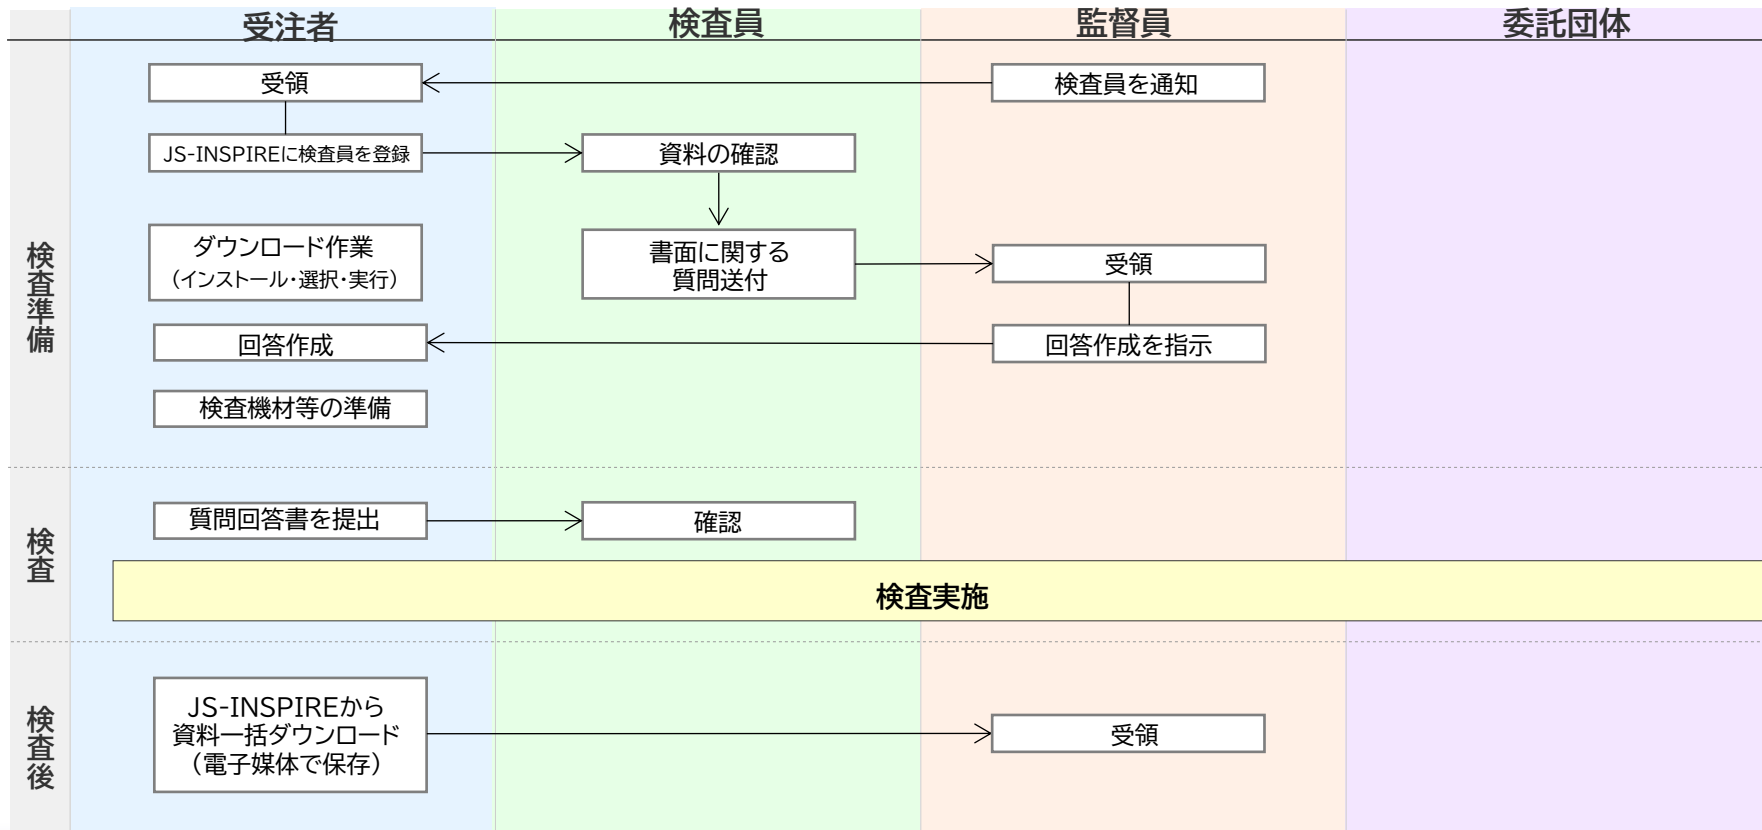 受注者
検査員
監督員
委託団体
検査準備
受領
検査員を通知
JS-INSPIREに検査員を登録
資料の確認
ダウンロード作業
（インストール・選択・実行）
書面に関する
質問送付
受領
回答作成
回答作成を指示
検査機材等の準備
検査
質問回答書を提出
確認
検査実施
検査後
JS-INSPIREから
資料一括ダウンロード
（電子媒体で保存）
受領